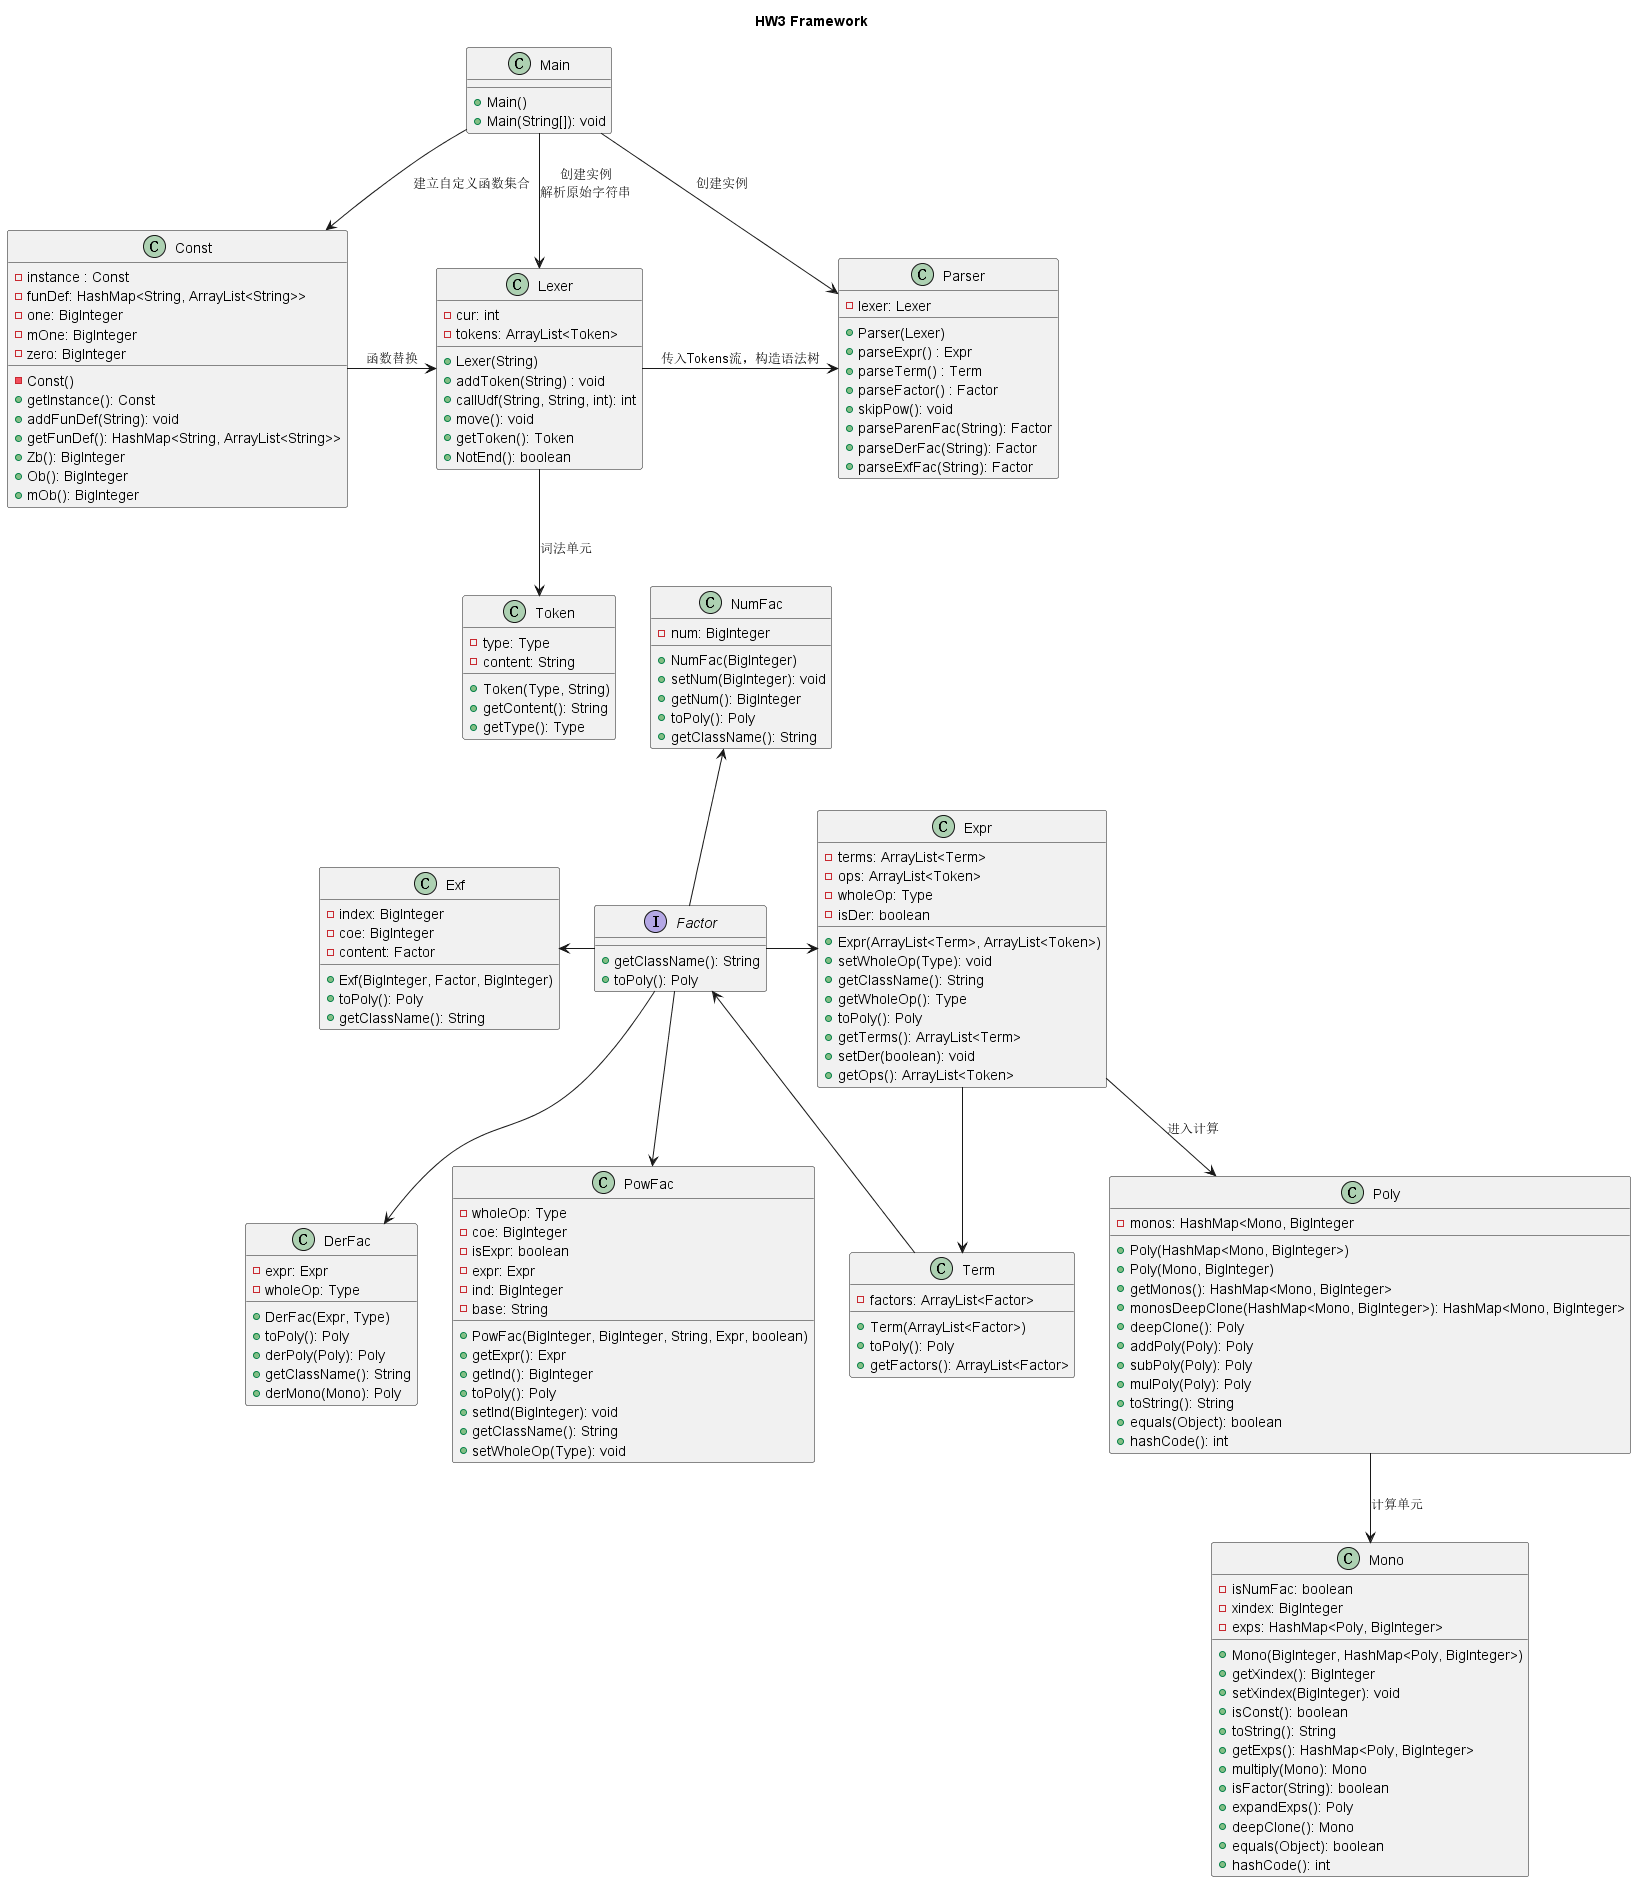 HW3 Framework
C Main
Main()
Main(String[]): void
建立自定义函数集合
创建实例
解析原始字符串
创建实例
C Const
instance : Const
funDef: HashMap<String, ArrayList<String>>
one: BigInteger
mOne: BigInteger
zero: BigInteger
Const()
getInstance(): Const
addFunDef(String): void
getFunDef(): HashMap<String, ArrayList<String>>
Zb(): BigInteger
Ob(): BigInteger
mOb(): BigInteger
函数替换
C Lexer
cur: int
tokens: ArrayList<Token>
Lexer(String)
addToken(String) : void
callUdf(String, String, int): int
move(): void
getToken(): Token
NotEnd(): boolean
传入Tokens流，构造语法树
C Parser
lexer: Lexer
Parser(Lexer)
parseExpr() : Expr
parseTerm() : Term
parseFactor() : Factor
skipPow(): void
parseParenFac(String): Factor
parseDerFac(String): Factor
parseExfFac(String): Factor
词法单元
C Token
type: Type
content: String
Token(Type, String)
getContent(): String
getType(): Type
C NumFac
num: BigInteger
NumFac(BigInteger)
setNum(BigInteger): void
getNum(): BigInteger
toPoly(): Poly
getClassName(): String
C Exf
index: BigInteger
coe: BigInteger
content: Factor
Exf(BigInteger, Factor, BigInteger)
toPoly(): Poly
getClassName(): String
I Factor
getClassName(): String
toPoly(): Poly
C Expr
terms: ArrayList<Term>
ops: ArrayList<Token>
wholeOp: Type
isDer: boolean
Expr(ArrayList<Term>, ArrayList<Token>)
setWholeOp(Type): void
getClassName(): String
getWholeOp(): Type
toPoly(): Poly
getTerms(): ArrayList<Term>
setDer(boolean): void
getOps(): ArrayList<Token>
进入计算
C DerFac
expr: Expr
wholeOp: Type
DerFac(Expr, Type)
toPoly(): Poly
derPoly(Poly): Poly
getClassName(): String
derMono(Mono): Poly
C PowFac
wholeOp: Type
coe: BigInteger
isExpr: boolean
expr: Expr
ind: BigInteger
base: String
PowFac(BigInteger, BigInteger, String, Expr, boolean)
getExpr(): Expr
getInd(): BigInteger
toPoly(): Poly
setInd(BigInteger): void
getClassName(): String
setWholeOp(Type): void
C Term
factors: ArrayList<Factor>
Term(ArrayList<Factor>)
toPoly(): Poly
getFactors(): ArrayList<Factor>
C Poly
monos: HashMap<Mono, BigInteger
Poly(HashMap<Mono, BigInteger>)
Poly(Mono, BigInteger)
getMonos(): HashMap<Mono, BigInteger>
monosDeepClone(HashMap<Mono, BigInteger>): HashMap<Mono, BigInteger>
deepClone(): Poly
addPoly(Poly): Poly
subPoly(Poly): Poly
mulPoly(Poly): Poly
toString(): String
equals(Object): boolean
hashCode(): int
计算单元
C Mono
isNumFac: boolean
xindex: BigInteger
exps: HashMap<Poly, BigInteger>
Mono(BigInteger, HashMap<Poly, BigInteger>)
getXindex(): BigInteger
setXindex(BigInteger): void
isConst(): boolean
toString(): String
getExps(): HashMap<Poly, BigInteger>
multiply(Mono): Mono
isFactor(String): boolean
expandExps(): Poly
deepClone(): Mono
equals(Object): boolean
hashCode(): int